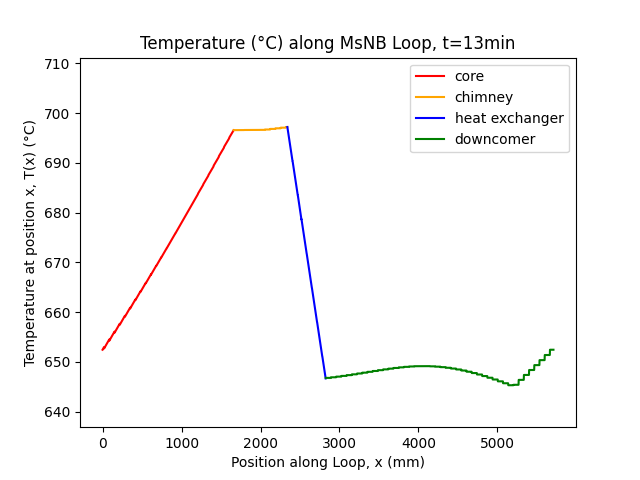 Temperature (°C) along MsNB Loop, t=13min
Temperature at position x, T(x) (°C)
710
700
690
680
670
660
650
640
core
chimney
heat exchanger
downcomer
0
1000
2000
3000
4000
5000
Position along Loop, x (mm)